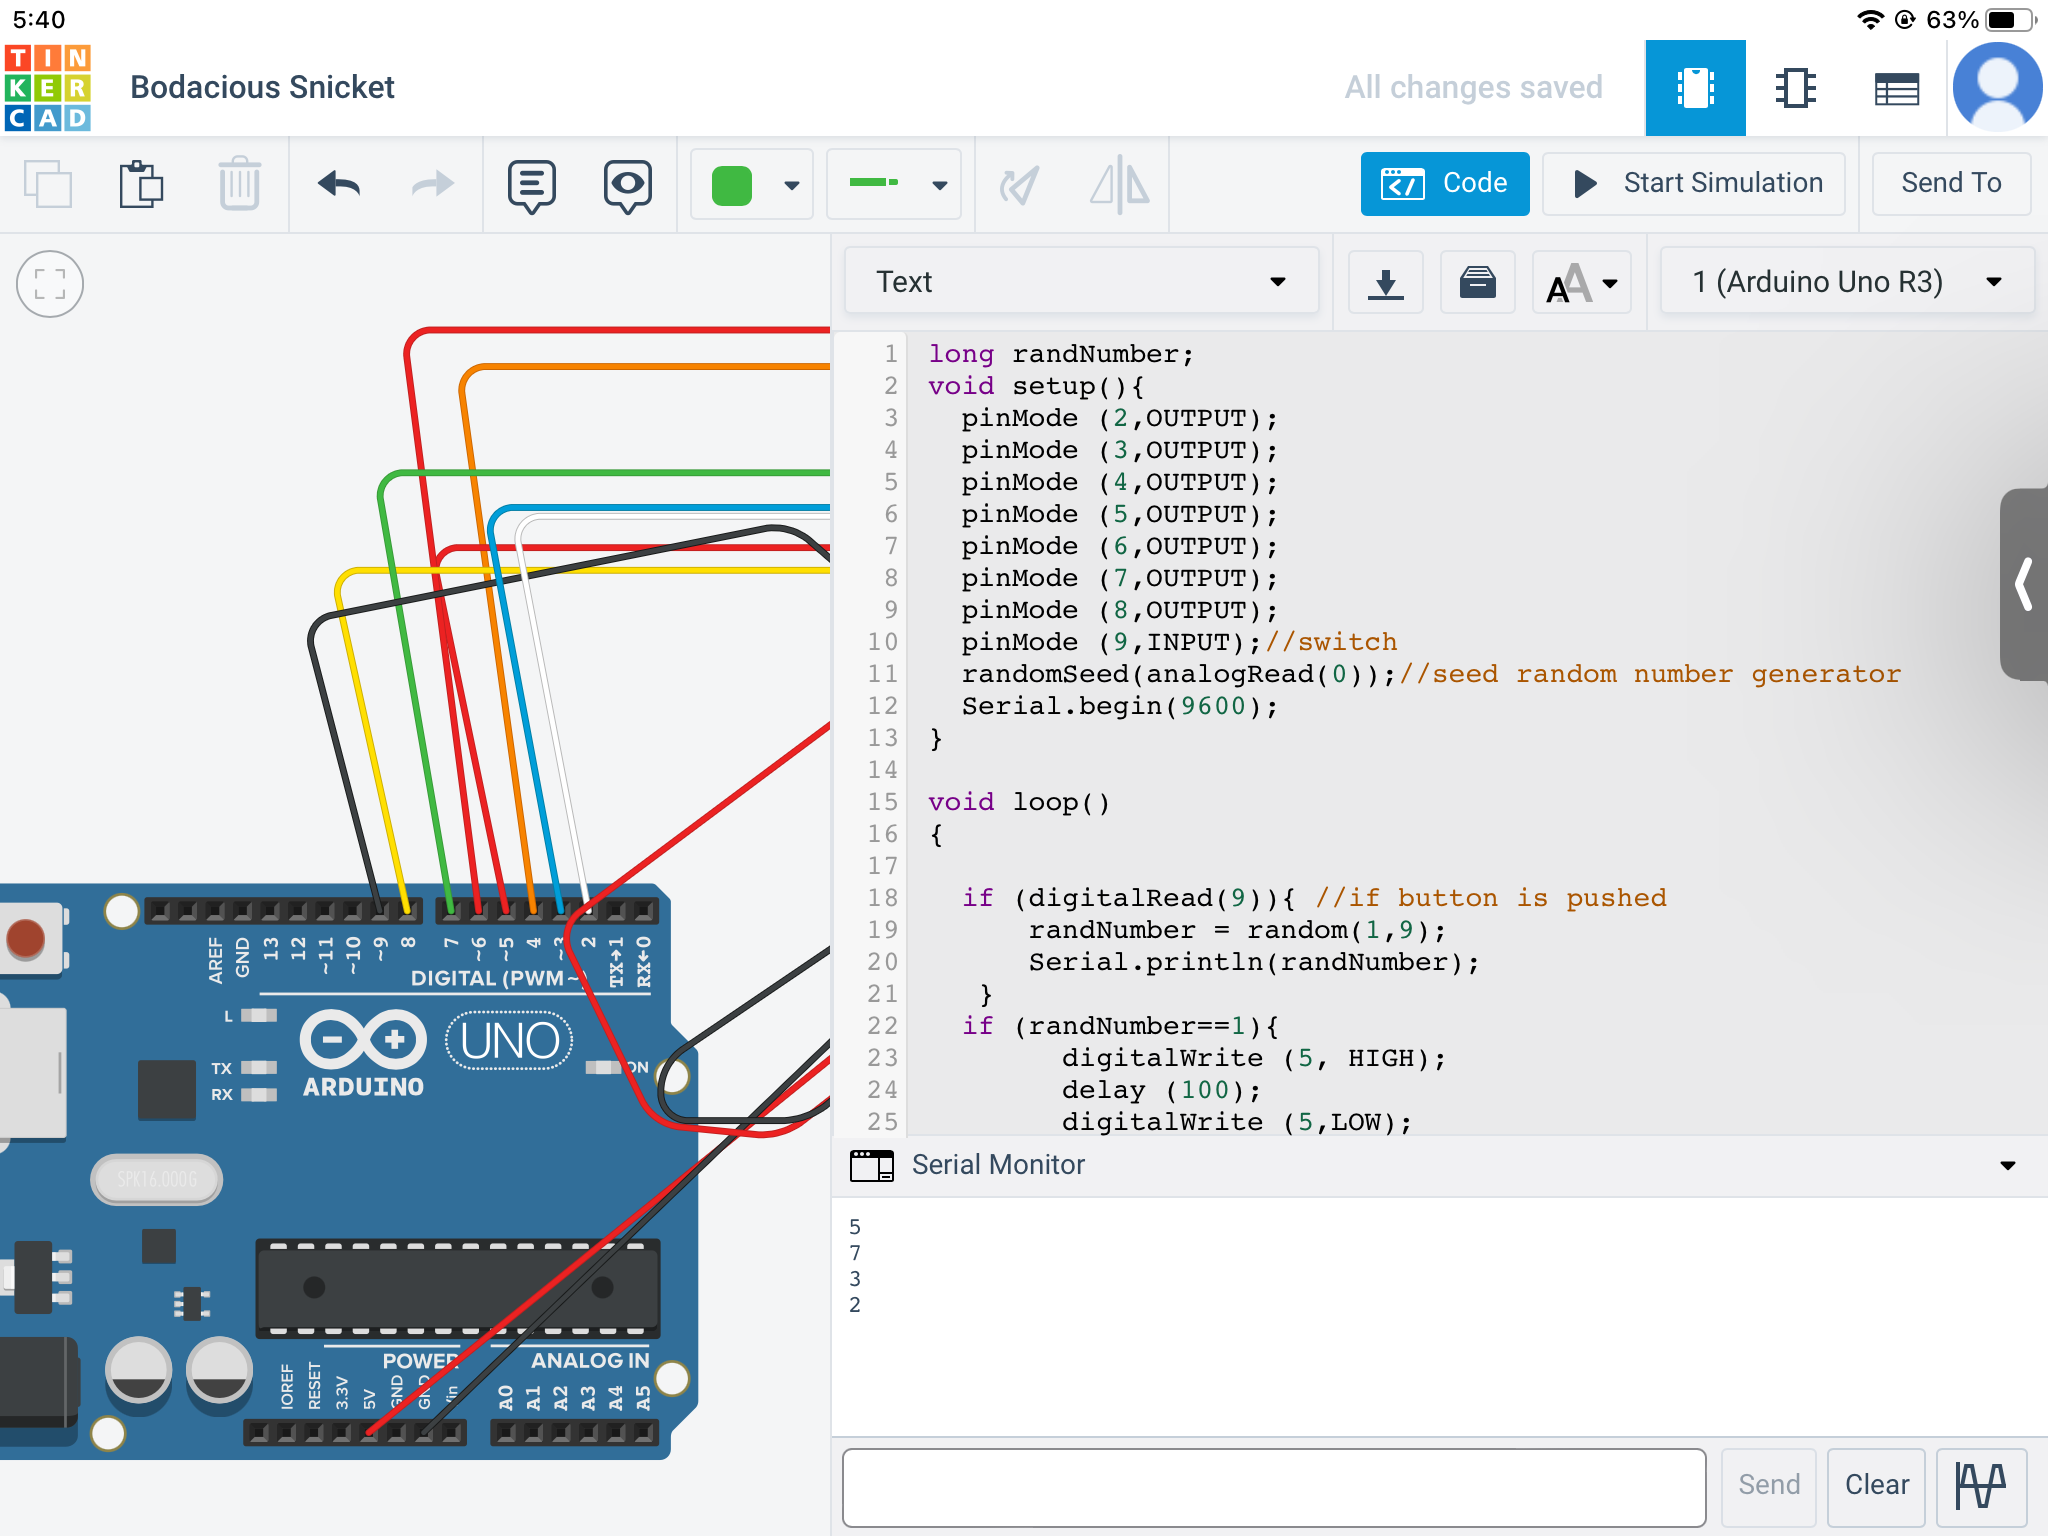 5:40
63%
TIN
KER
CAD
Bodacious Snicket
All changes saved
Code
Start Simulation
Send To
Text
AA
1 (Arduino Uno R3)
1 long randNumber;
2 void setup(){
3 pinMode (2,OUTPUT);
4 pinMode (3,OUTPUT);
5 pinMode (4,OUTPUT);
6 pinMode (5,OUTPUT);
7 pinMode (6,OUTPUT);
8 pinMode (7,OUTPUT);
9 pinMode (8,OUTPUT);
10 pinMode (9,INPUT);//switch
11 randomSeed(analogRead(0));//seed random number generator
12 Serial.begin(9600);
13 }
14
15 void loop()
16 {
17
18 if (digitalRead(9)){ //if button is pushed
19 randNumber = random(1,9);
20 Serial.println(randNumber);
21 }
22 if (randNumber==1){
23 digitalWrite (5, HIGH);
24 delay (100);
25 digitalWrite (5,LOW);
AREF GND 13 12 ~11 ~10 ~9 8 7 ~6 ~5 4 ~3 2 TX→1 RX←0
DIGITAL (PWM ~)
L
TX
RX
UNO
ON
ARDUINO
SPK16.000G
POWER
ANALOG IN
IOREF RESET 3.3V 5V GND GND Vin A0 A1 A2 A3 A4 A5
Serial Monitor
5
7
3
2
Send
Clear